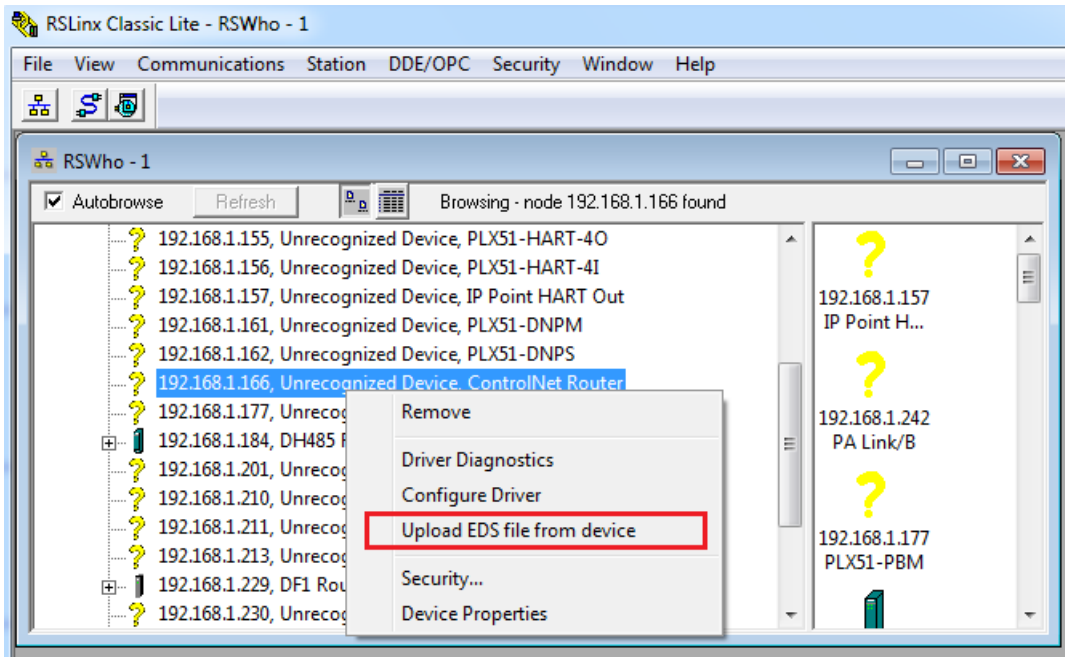 RSLinx Classic Lite - RSWho - 1
File View Communications Station DDE/OPC Security Window Help
RSWho - 1
Autobrowse Refresh Browsing - node 192.168.1.166 found
192.168.1.155, Unrecognized Device, PLX51-HART-4O
192.168.1.156, Unrecognized Device, PLX51-HART-4I
192.168.1.157, Unrecognized Device, IP Point HART Out
192.168.1.161, Unrecognized Device, PLX51-DNPM
192.168.1.162, Unrecognized Device, PLX51-DNPS
192.168.1.166, Unrecognized Device, ControlNet Router
192.168.1.177, Unrecog
192.168.1.184, DH485 R
192.168.1.201, Unrecog
192.168.1.210, Unrecog
192.168.1.211, Unrecog
192.168.1.213, Unrecog
192.168.1.229, DF1 Rou
192.168.1.230, Unrecog
Remove
Driver Diagnostics
Configure Driver
Upload EDS file from device
Security...
Device Properties
192.168.1.157
IP Point H...
192.168.1.242
PA Link/B
192.168.1.177
PLX51-PBM